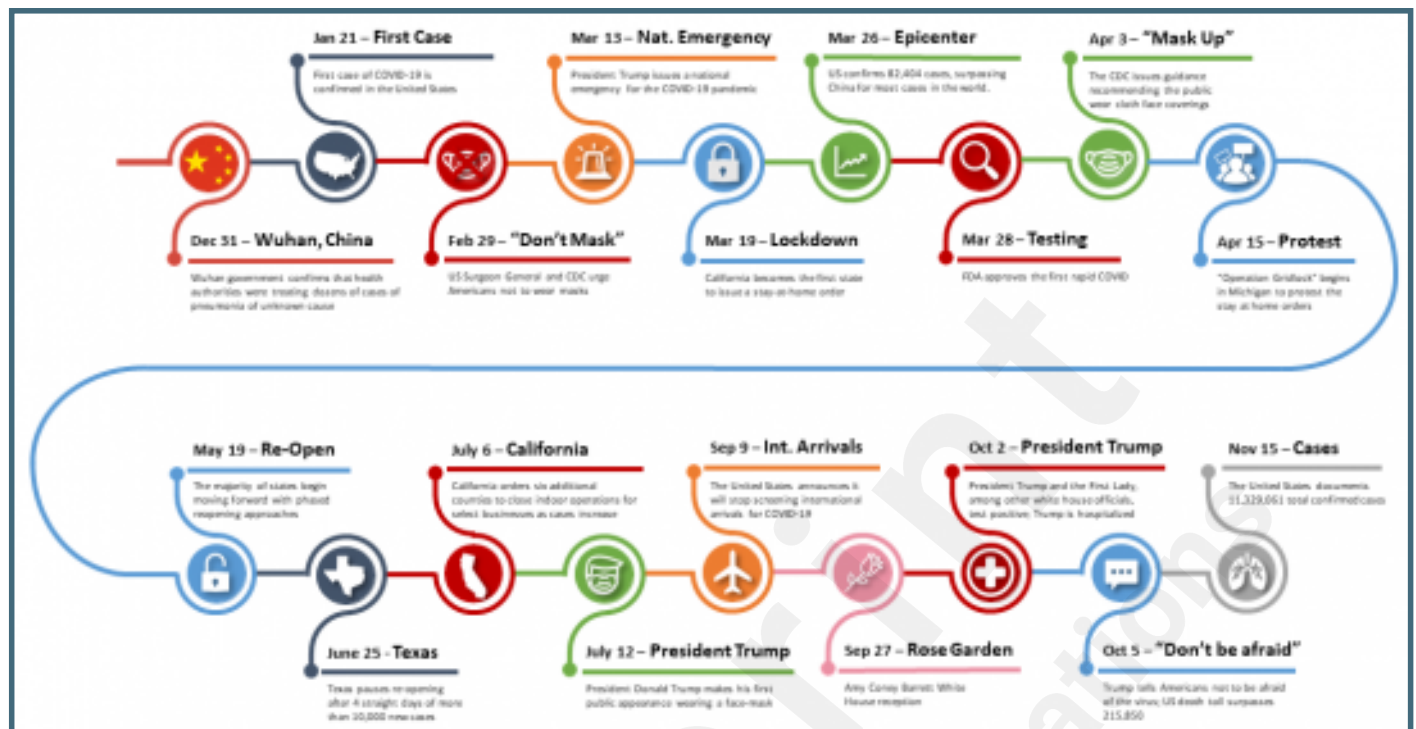 Jan 21 – First Case
First case of COVID-19 is
confirmed in the United States
Mar 13 – Nat. Emergency
President Trump issues a national
emergency for the COVID-19 pandemic
Mar 26 – Epicenter
US confirms 82,404 cases, surpassing
China for most cases in the world.
Apr 3 – "Mask Up"
The CDC issues guidance
recommending the public
wear cloth face coverings
Dec 31 – Wuhan, China
Wuhan government confirms that health
authorities were treating dozens of cases of
pneumonia of unknown cause
Feb 29 – "Don't Mask"
US Surgeon General and CDC urge
Americans not to wear masks
Mar 19 – Lockdown
California becomes the first state
to issue a stay-at-home order
Mar 28 – Testing
FDA approves the first rapid COVID
Apr 15 – Protest
"Operation Gridlock" begins
in Michigan to protest the
stay at home orders
May 19 – Re-Open
The majority of states begin
moving forward with phased
reopening approaches
July 6 – California
California orders six additional
counties to close indoor operations for
select businesses as cases increase
Sep 9 – Int. Arrivals
The United States announces it
will stop screening international
arrivals for COVID-19
Oct 2 – President Trump
President Trump and the First Lady,
among other white house officials,
test positive; Trump is hospitalized
Nov 15 – Cases
The United States documents
11,329,061 total confirmed cases
June 25 - Texas
Texas pauses re-opening
after 4 straight days of more
than 10,000 new cases
July 12 – President Trump
President Donald Trump makes his first
public appearance wearing a face-mask
Sep 27 – Rose Garden
Amy Coney Barrett White
House reception
Oct 5 – "Don't be afraid"
Trump tells Americans not to be afraid
of the virus; US death toll surpasses
215,850
rint
ations